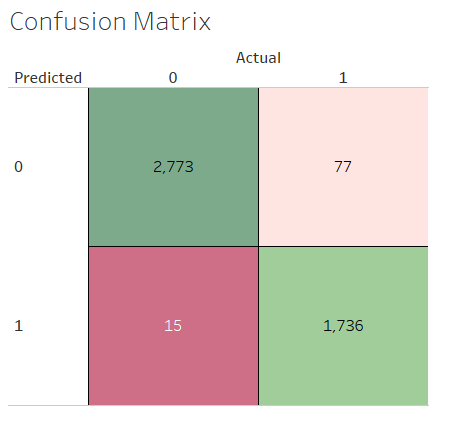 Confusion Matrix
Actual
Predicted 0 1
0 2,773 77
1 15 1,736